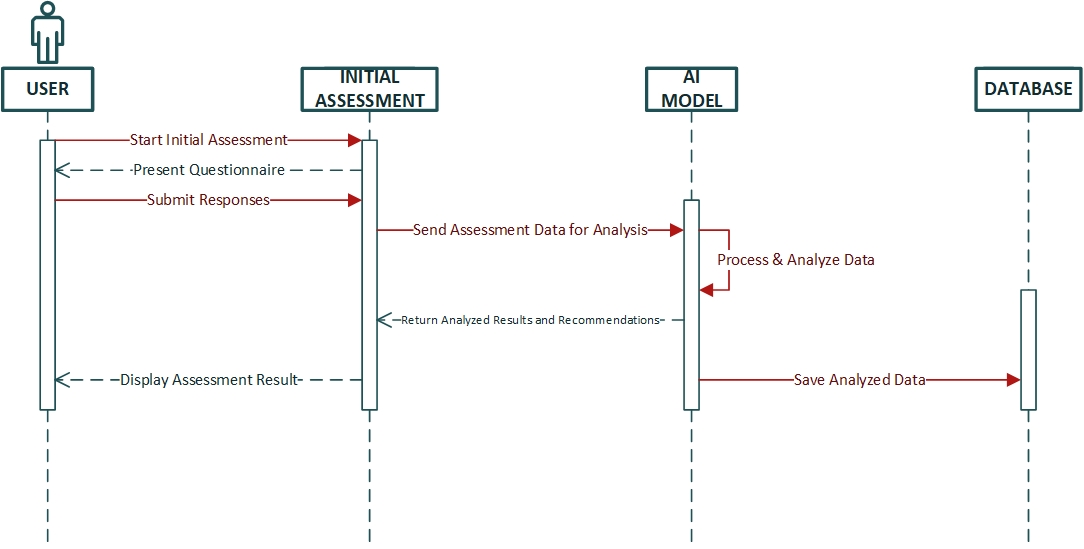 USER
INITIAL
ASSESSMENT
AI
MODEL
DATABASE
Start Initial Assessment
Present Questionnaire
Submit Responses
Send Assessment Data for Analysis
Process & Analyze Data
Return Analyzed Results and Recommendations
Display Assessment Result
Save Analyzed Data